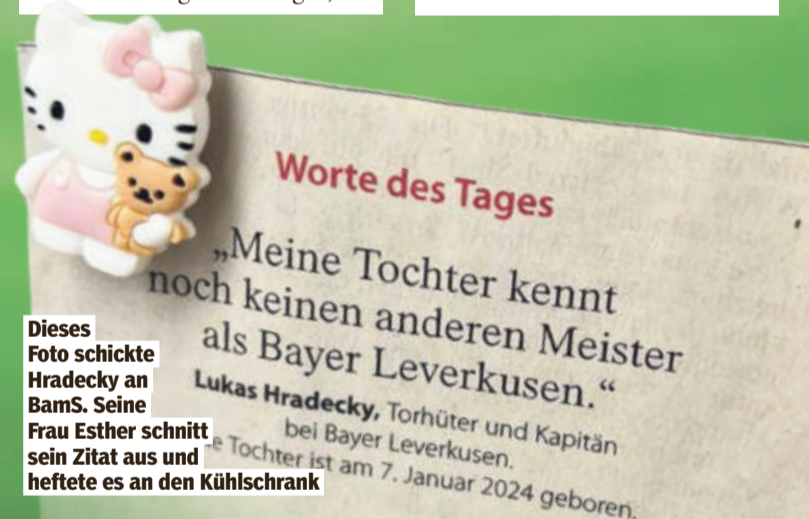 Worte des Tages
„Meine Tochter kennt
noch keinen anderen Meister
als Bayer Leverkusen.“
Lukas Hradecky, Torhüter und Kapitän
bei Bayer Leverkusen.
Tochter ist am 7. Januar 2024 geboren.
Dieses
Foto schickte
Hradecky an
BamS. Seine
Frau Esther schnitt
sein Zitat aus und
heftete es an den Kühlschrank